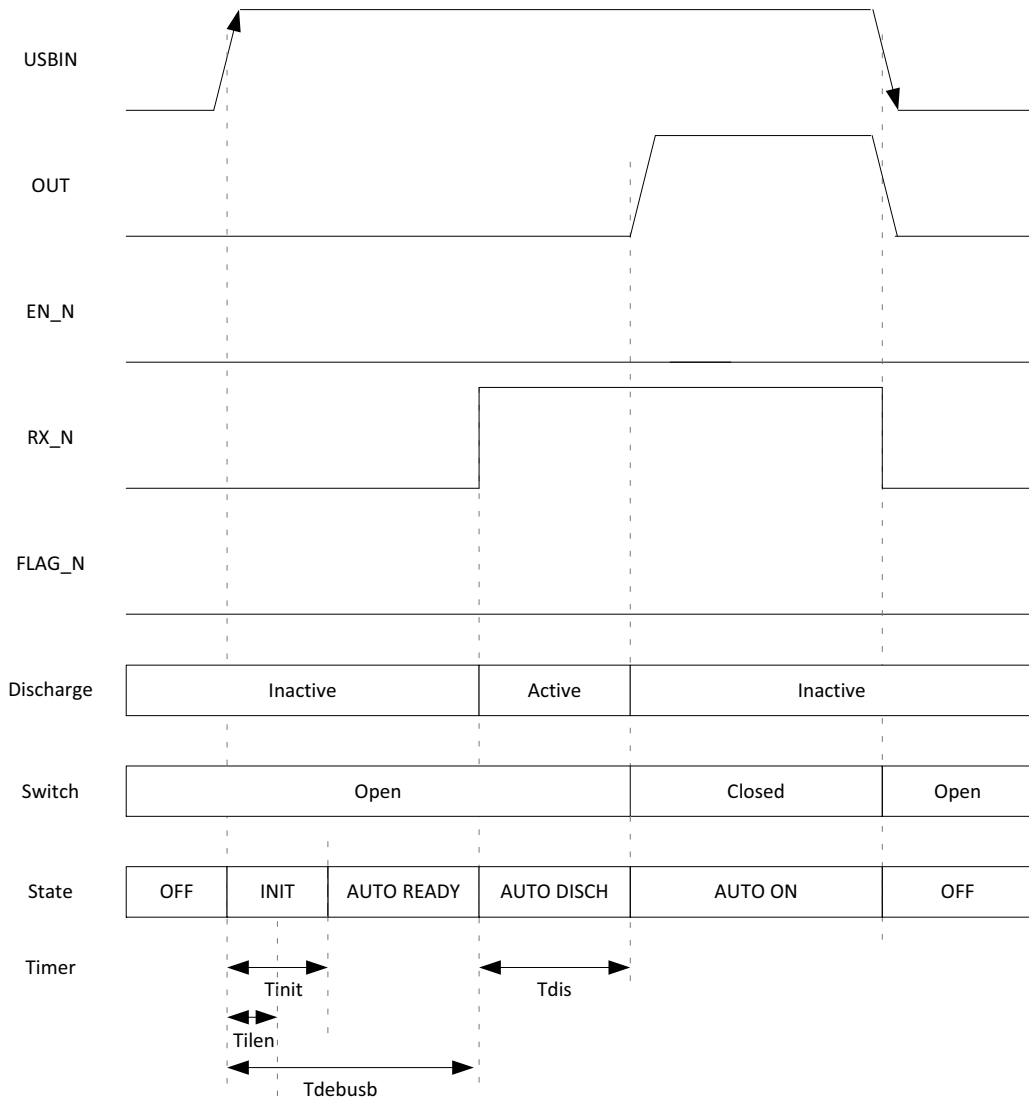 USBIN
OUT
EN_N
RX_N
FLAG_N
Discharge Inactive Active Inactive
Switch Open Closed Open
State OFF INIT AUTO READY AUTO DISCH AUTO ON OFF
Timer
Tinit Tdis
Tilen
Tdebusb